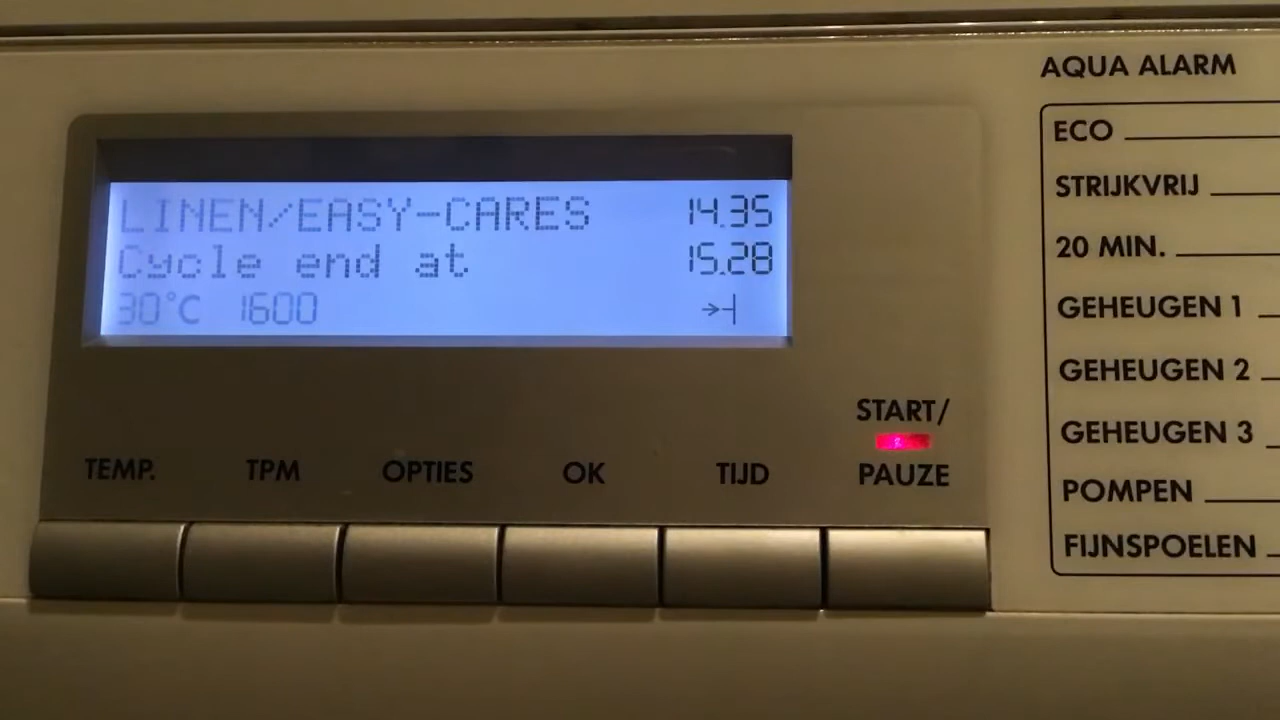 LINEN/EASY-CARES 14.35
Cycle end at 15.28
30°C 1600
TEMP.
TPM
OPTIES
OK
TIJD
START/
PAUZE
AQUA ALARM
ECO
STRIJKVRIJ
20 MIN.
GEHEUGEN 1
GEHEUGEN 2
GEHEUGEN 3
POMPEN
FIJNSPOELEN